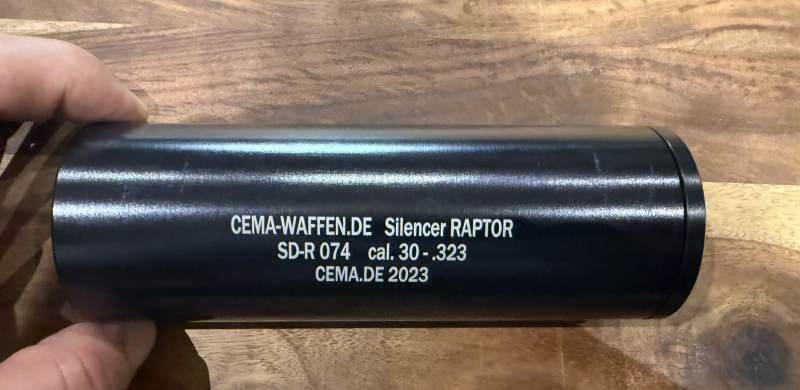 CEMA-WAFFEN.DE Silencer RAPTOR
SD-R 074 cal. 30 - .323
CEMA.DE 2023